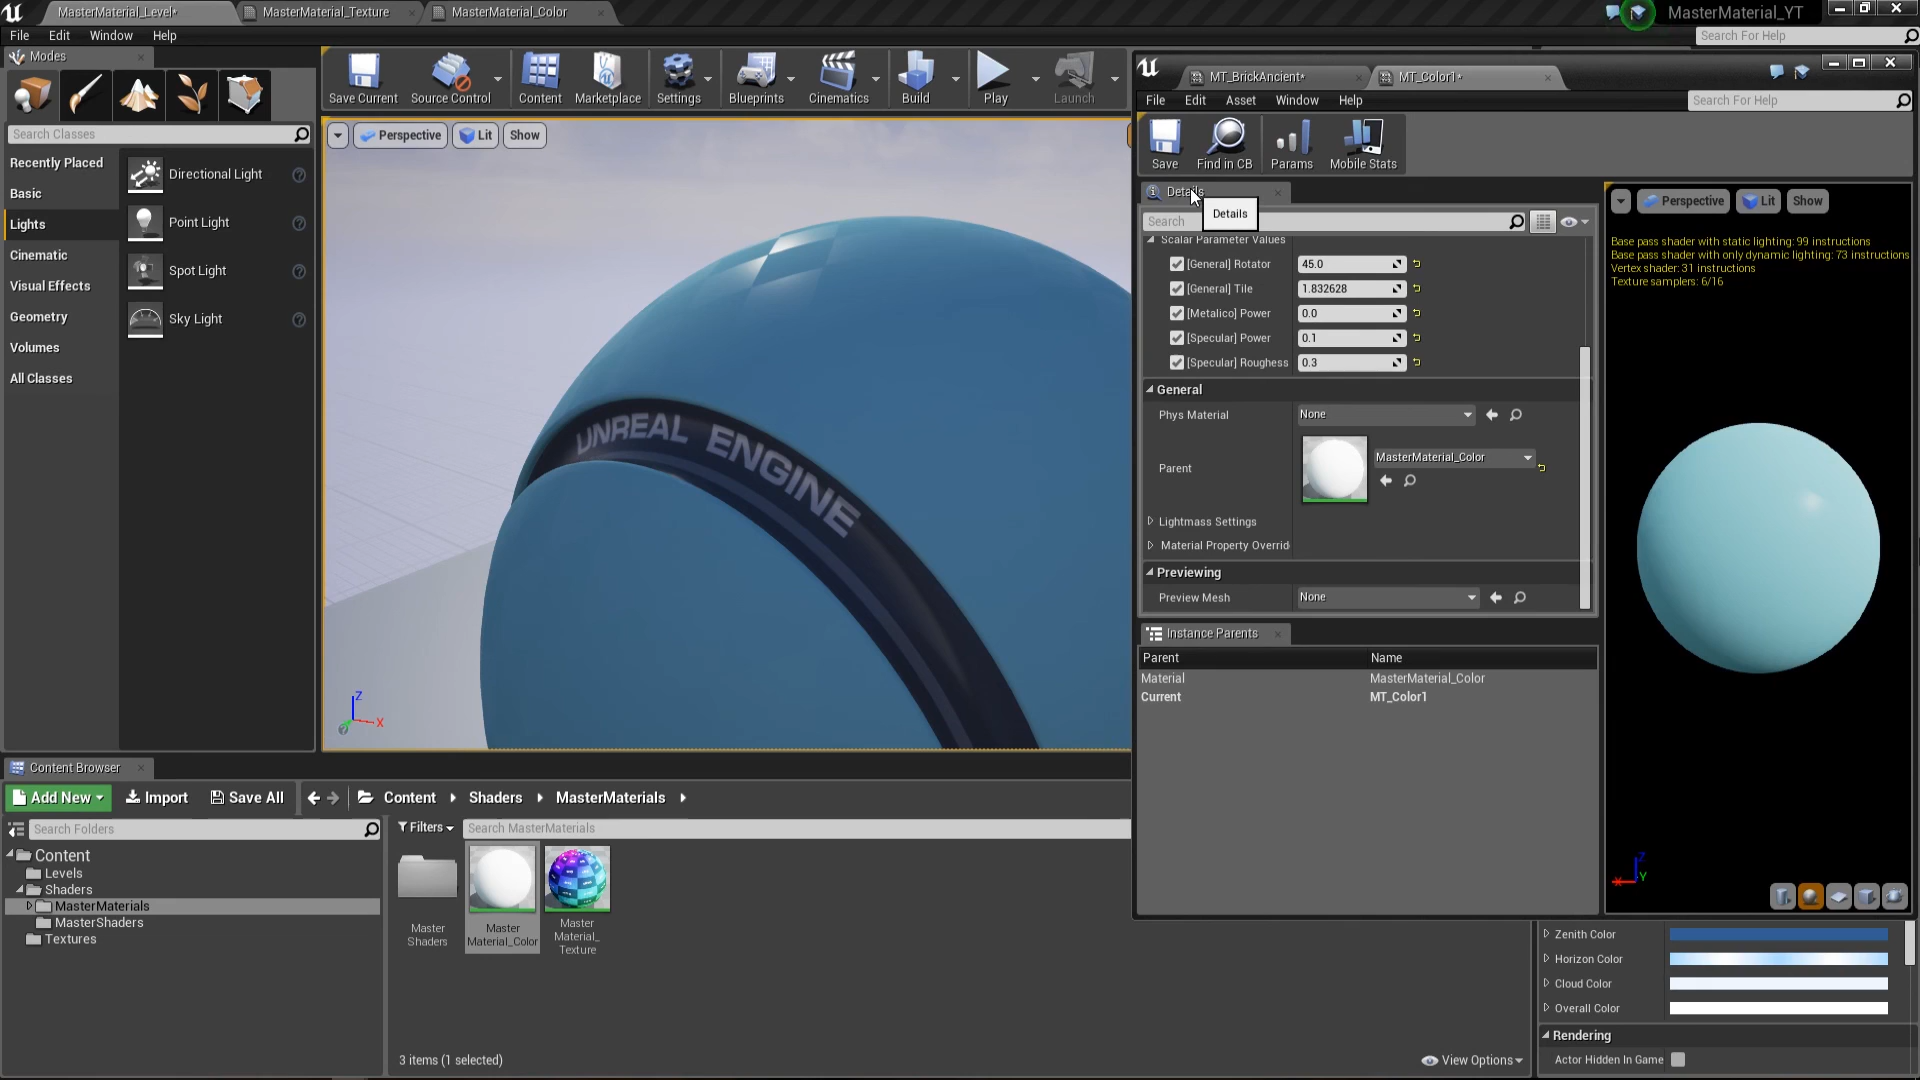 MasterMaterial_Level*
MasterMaterial_Texture
MasterMaterial_Color
MasterMaterial_YT
File Edit Window Help
Search For Help
Modes
Search Classes
Recently Placed
Basic
Lights
Cinematic
Visual Effects
Geometry
Volumes
All Classes
Directional Light
Point Light
Spot Light
Sky Light
Save Current
Source Control
Content
Marketplace
Settings
Blueprints
Cinematics
Build
Play
Launch
Perspective
Lit
Show
UNREAL ENGINE
Z
X
MT_BrickAncient*
MT_Color1*
File Edit Asset Window Help
Search For Help
Save
Find in CB
Params
Mobile Stats
Details
Details
Search
Scalar Parameter Values
[General] Rotator 45.0
[General] Tile 1.832628
[Metalico] Power 0.0
[Specular] Power 0.1
[Specular] Roughness 0.3
General
Phys Material None
Parent MasterMaterial_Color
Lightmass Settings
Material Property Overrid
Previewing
Preview Mesh None
Instance Parents
Parent Name
Material MasterMaterial_Color
Current MT_Color1
Perspective
Lit
Show
Base pass shader with static lighting: 99 instructions
Base pass shader with only dynamic lighting: 73 instructions
Vertex shader: 31 instructions
Texture samplers: 6/16
Z
Y
X
Content Browser
Add New
Import
Save All
Content
Shaders
MasterMaterials
Search Folders
Filters
Search MasterMaterials
Content
Levels
Shaders
MasterMaterials
MasterShaders
Textures
Master
Shaders
Master
Material_Color
Master
Material_
Texture
3 items (1 selected)
View Options
Zenith Color
Horizon Color
Cloud Color
Overall Color
Rendering
Actor Hidden In Game